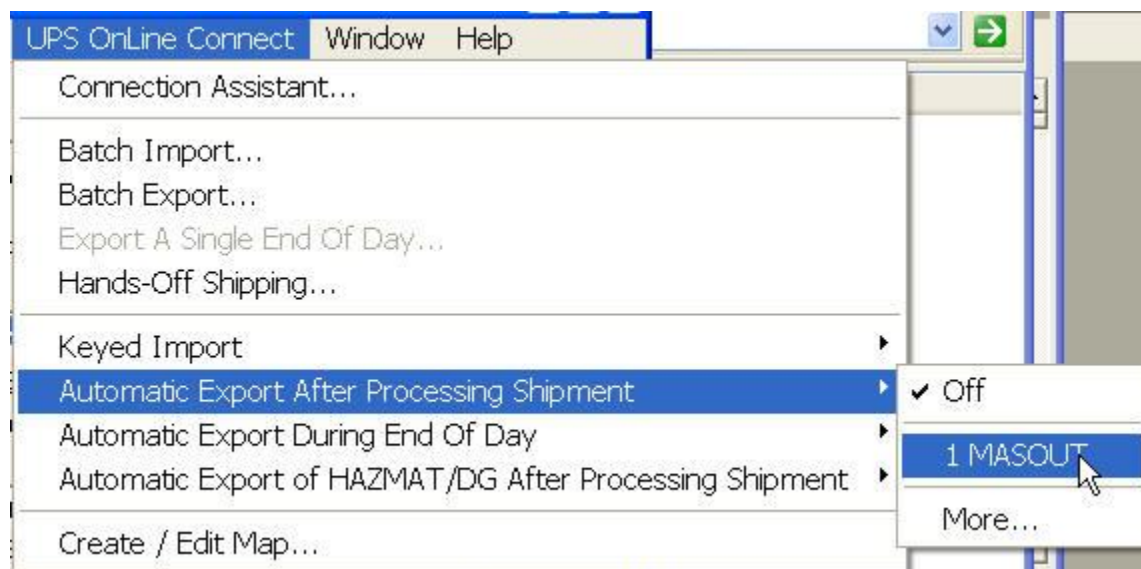 UPS OnLine Connect Window Help
Connection Assistant...
Batch Import...
Batch Export...
Export A Single End Of Day...
Hands-Off Shipping...
Keyed Import
Automatic Export After Processing Shipment
Off
Automatic Export During End Of Day
1 MASOUT
Automatic Export of HAZMAT/DG After Processing Shipment
More...
Create / Edit Map...